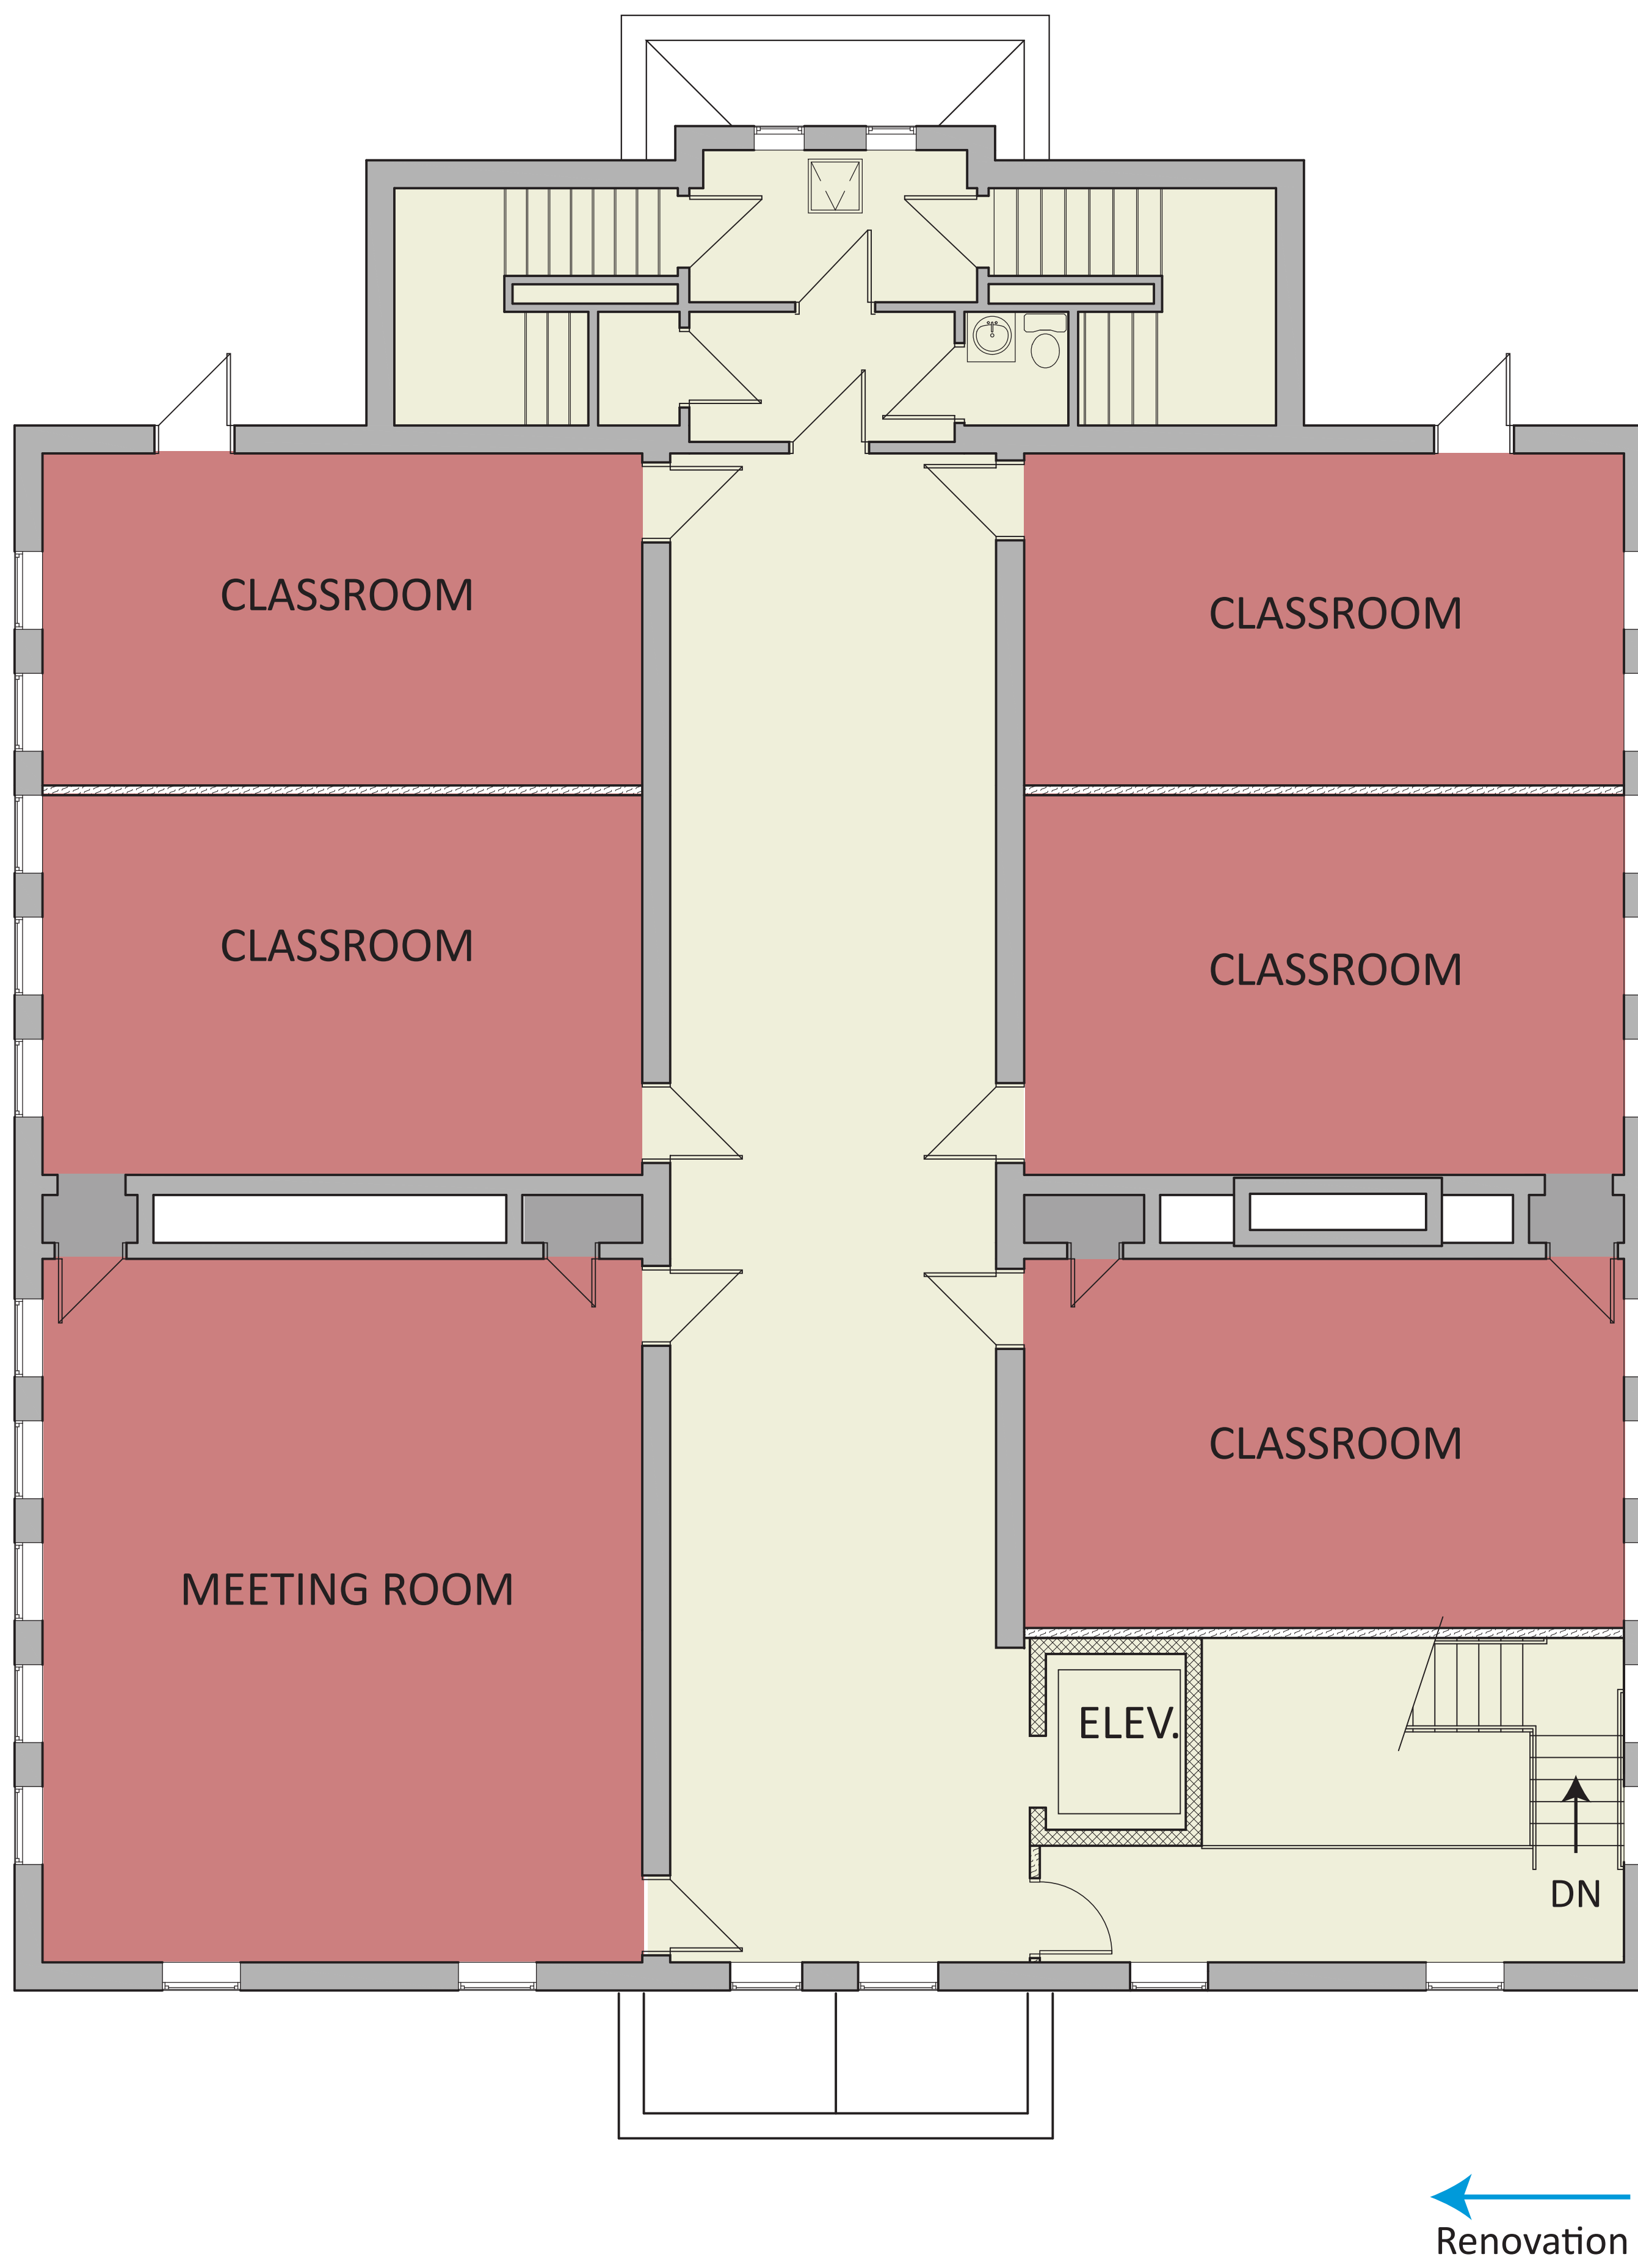 CLASSROOM
CLASSROOM
CLASSROOM
CLASSROOM
CLASSROOM
MEETING ROOM
ELEV.
DN
Renovation